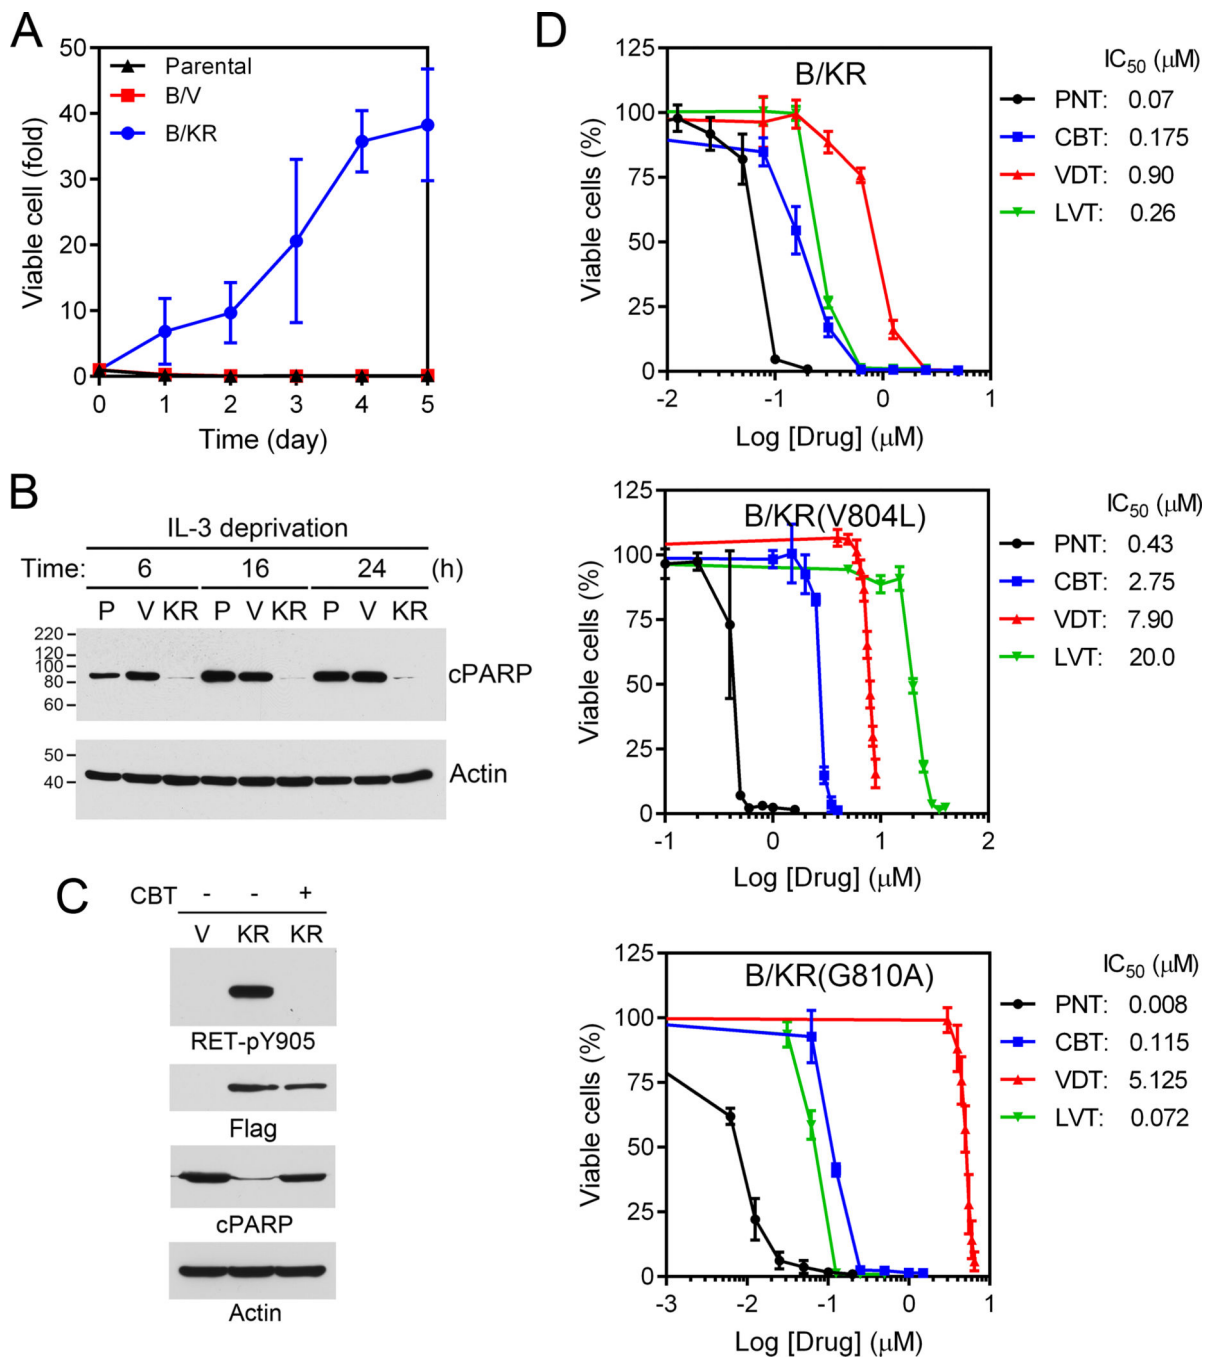 A
50
40
30
20
10
0
Viable cell (fold)
Parental
B/V
B/KR
0 1 2 3 4 5
Time (day)
B
IL-3 deprivation
Time: 6 16 24 (h)
P V KR P V KR P V KR
220
120
100
80
60
cPARP
50
40
Actin
C
CBT - - +
V KR KR
RET-pY905
Flag
cPARP
Actin
D
125
100
75
50
25
0
Viable cells (%)
B/KR
-2 -1 0 1
Log [Drug] (μM)
IC50 (μM)
PNT: 0.07
CBT: 0.175
VDT: 0.90
LVT: 0.26
125
100
75
50
25
0
Viable cells (%)
B/KR(V804L)
-1 0 1 2
Log [Drug] (μM)
IC50 (μM)
PNT: 0.43
CBT: 2.75
VDT: 7.90
LVT: 20.0
125
100
75
50
25
0
Viable cells (%)
B/KR(G810A)
-3 -2 -1 0 1
Log [Drug] (μM)
IC50 (μM)
PNT: 0.008
CBT: 0.115
VDT: 5.125
LVT: 0.072